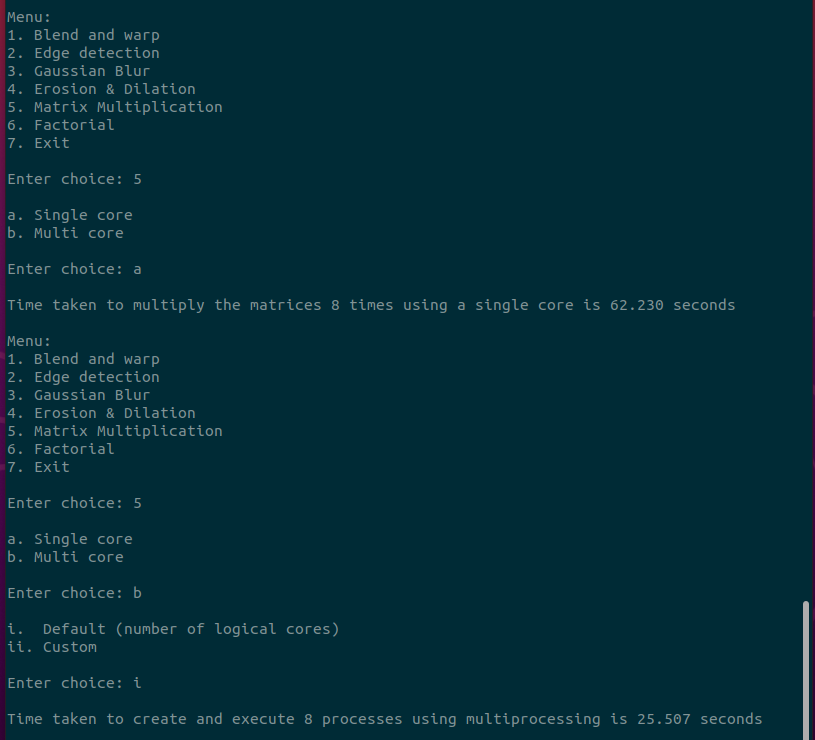 Menu:
1. Blend and warp
2. Edge detection
3. Gaussian Blur
4. Erosion & Dilation
5. Matrix Multiplication
6. Factorial
7. Exit
Enter choice: 5
a. Single core
b. Multi core
Enter choice: a
Time taken to multiply the matrices 8 times using a single core is 62.230 seconds
Menu:
1. Blend and warp
2. Edge detection
3. Gaussian Blur
4. Erosion & Dilation
5. Matrix Multiplication
6. Factorial
7. Exit
Enter choice: 5
a. Single core
b. Multi core
Enter choice: b
i.  Default (number of logical cores)
ii. Custom
Enter choice: i
Time taken to create and execute 8 processes using multiprocessing is 25.507 seconds